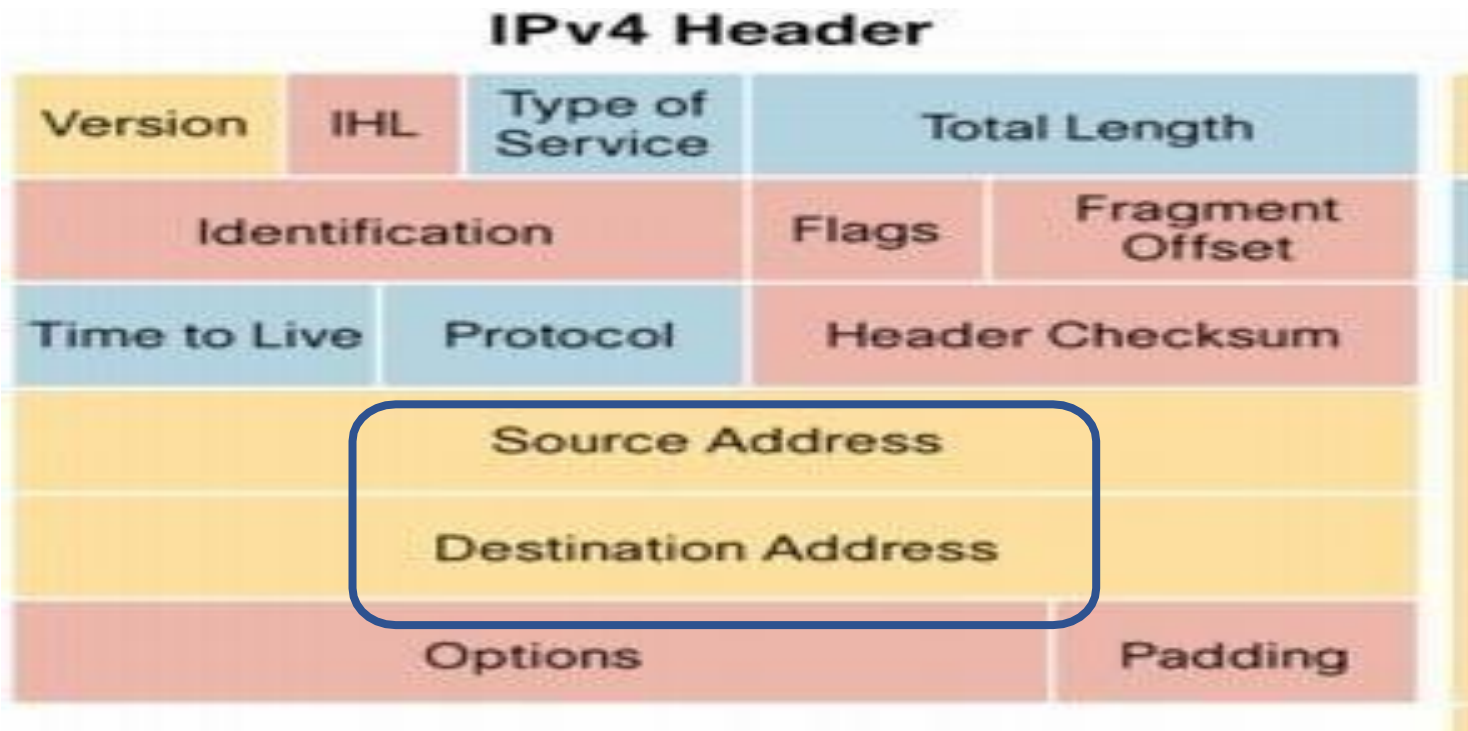 IPv4 Header
Version IHL Type of Service Total Length
Identification Flags Fragment Offset
Time to Live Protocol Header Checksum
Source Address
Destination Address
Options Padding